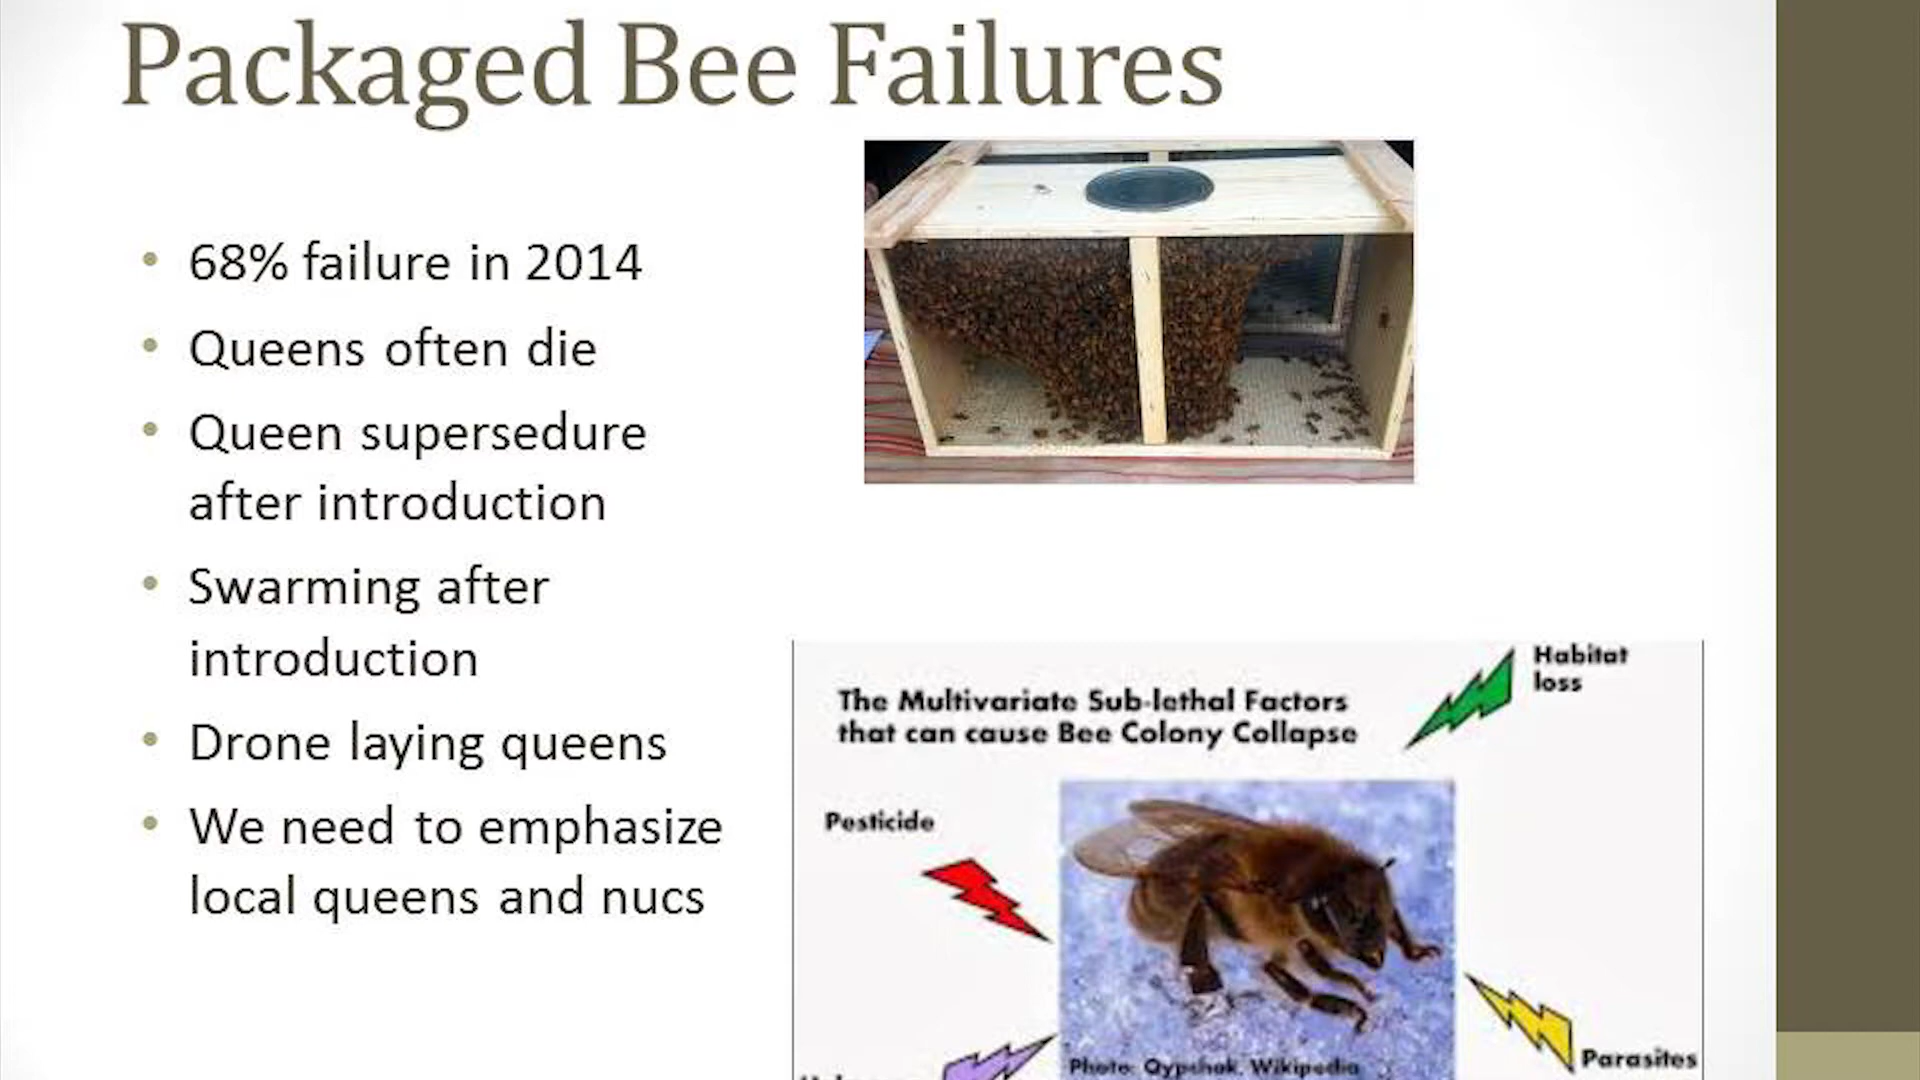 Packaged Bee Failures
• 68% failure in 2014
• Queens often die
• Queen supersedure
after introduction
• Swarming after
introduction
• Drone laying queens
• We need to emphasize
local queens and nucs
The Multivariate Sub-lethal Factors
that can cause Bee Colony Collapse
Habitat
loss
Pesticide
Parasites
Photo: Qypchak, Wikipedia